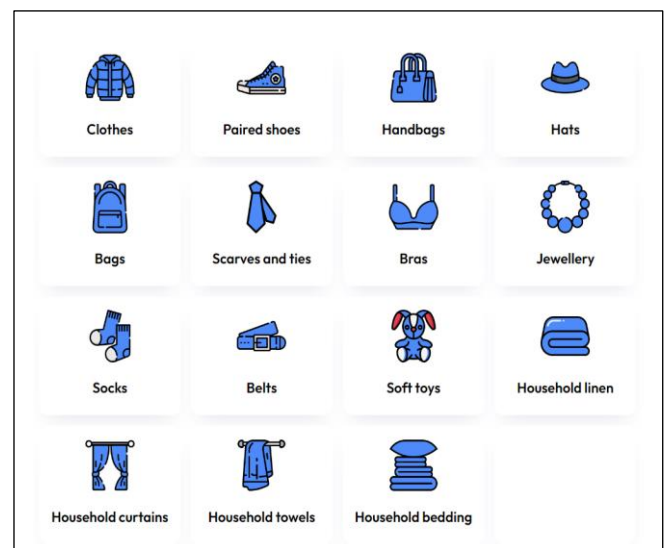 Clothes
Paired shoes
Handbags
Hats
Bags
Scarves and ties
Bras
Jewellery
Socks
Belts
Soft toys
Household linen
Household curtains
Household towels
Household bedding